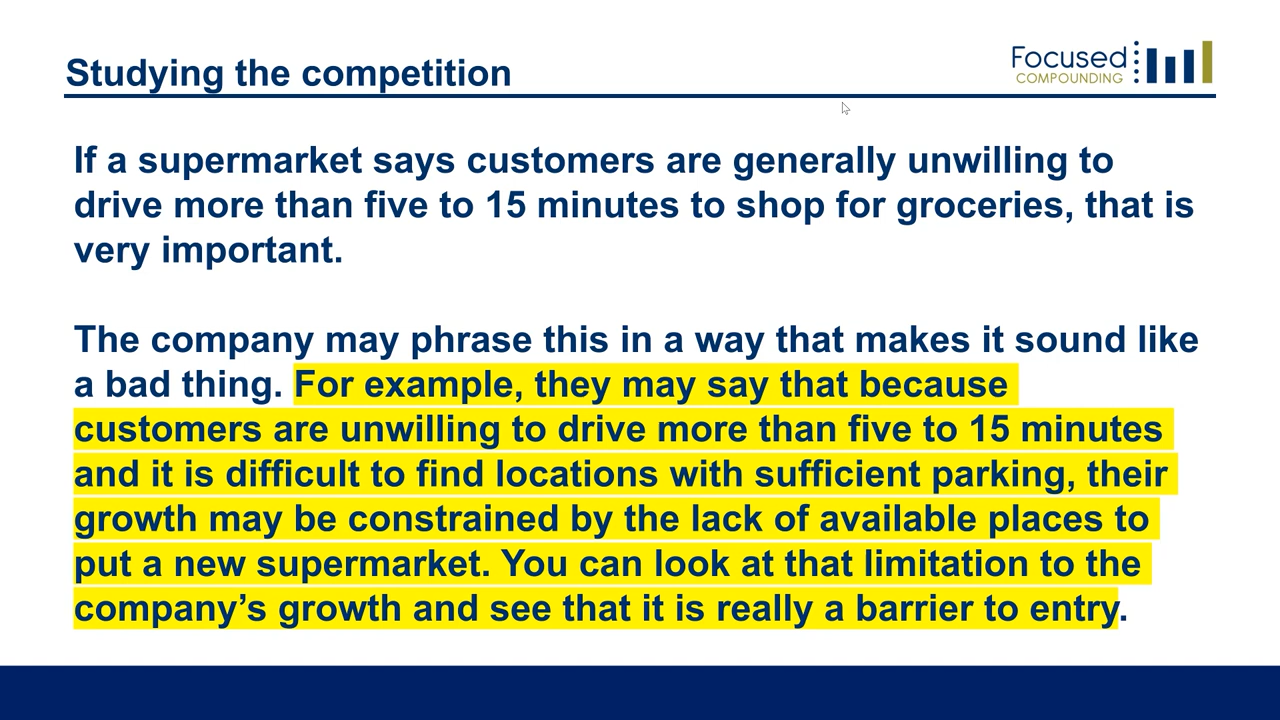 Studying the competition
Focused
COMPOUNDING
If a supermarket says customers are generally unwilling to
drive more than five to 15 minutes to shop for groceries, that is
very important.
The company may phrase this in a way that makes it sound like
a bad thing. For example, they may say that because
customers are unwilling to drive more than five to 15 minutes
and it is difficult to find locations with sufficient parking, their
growth may be constrained by the lack of available places to
put a new supermarket. You can look at that limitation to the
company’s growth and see that it is really a barrier to entry.